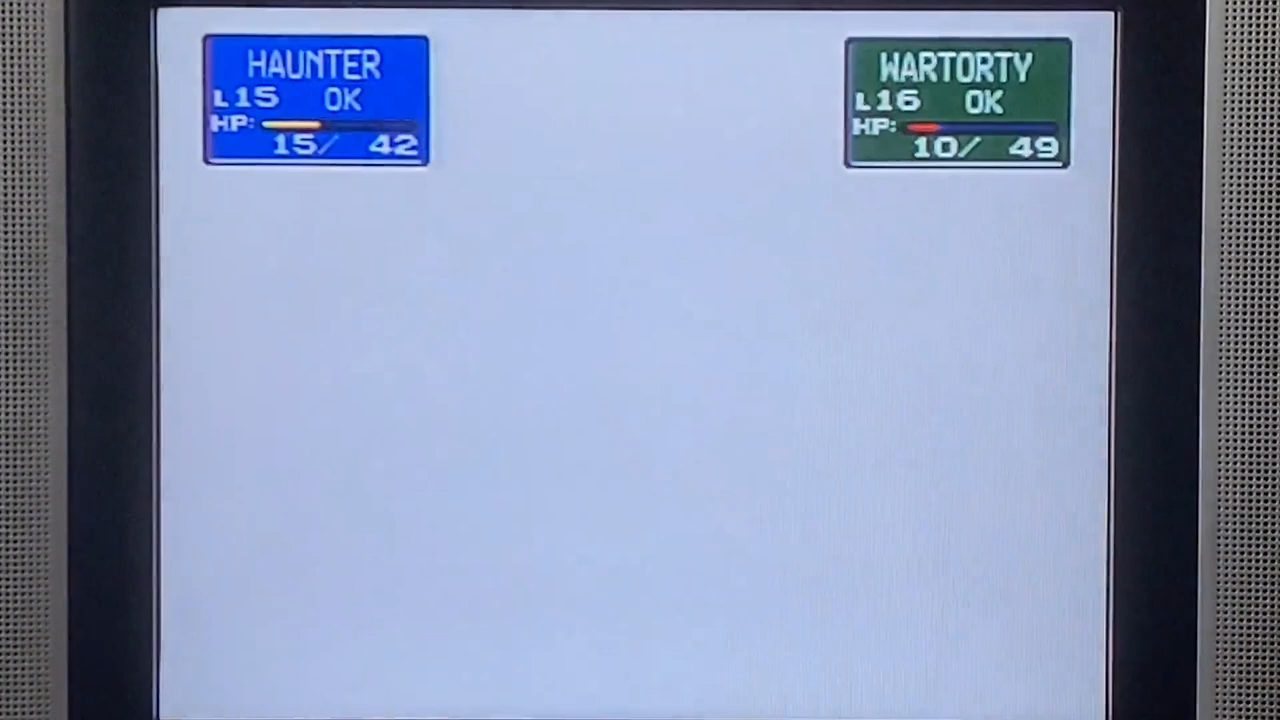 HAUNTER
L15 OK
HP:
15/ 42
WARTORTY
L16 OK
HP:
10/ 49